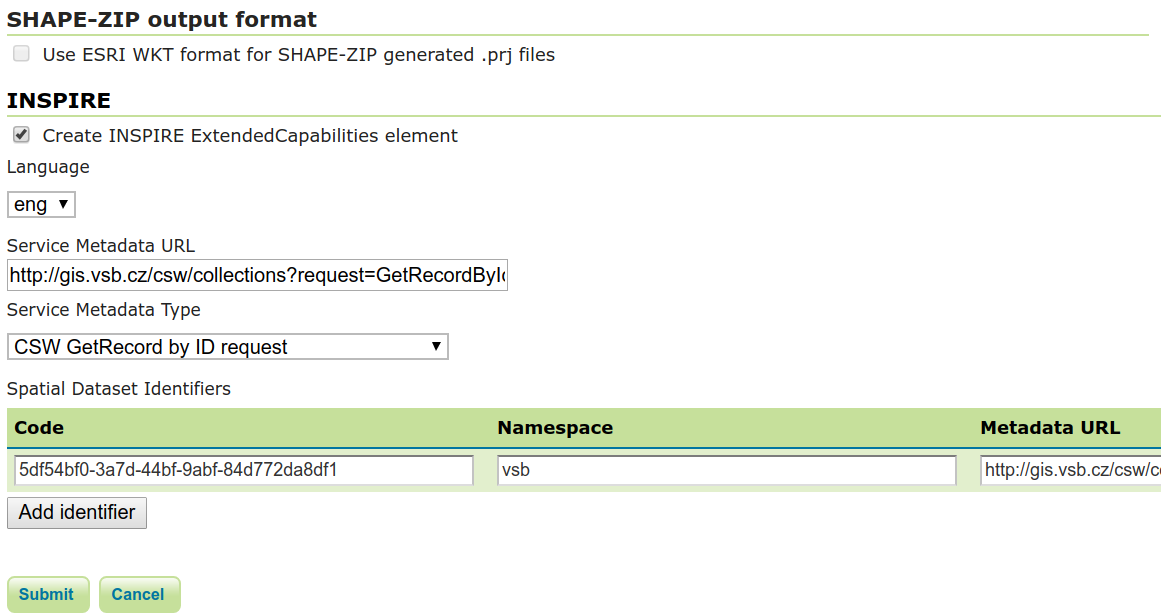 SHAPE-ZIP output format
Use ESRI WKT format for SHAPE-ZIP generated .prj files
INSPIRE
Create INSPIRE ExtendedCapabilities element
Language
eng
Service Metadata URL
http://gis.vsb.cz/csw/collections?request=GetRecordById
Service Metadata Type
CSW GetRecord by ID request
Spatial Dataset Identifiers
Code Namespace Metadata URL
5df54bf0-3a7d-44bf-9abf-84d772da8df1 vsb http://gis.vsb.cz/csw/c
Add identifier
Submit Cancel